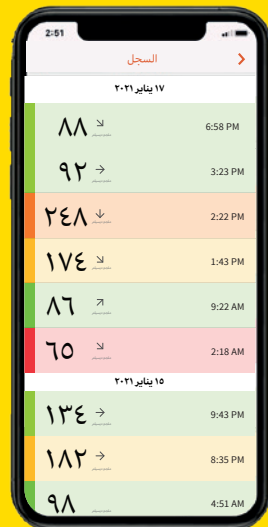 2:51
السجل
١٧ يناير ٢٠٢١
٨٨ 6:58 PM
٩٢ 3:23 PM
٢٤٨ 2:22 PM
١٧٤ 1:43 PM
٨٦ 9:22 AM
٦٥ 2:18 AM
١٥ يناير ٢٠٢١
١٣٤ 9:43 PM
١٨٢ 8:35 PM
٩٨ 4:51 AM